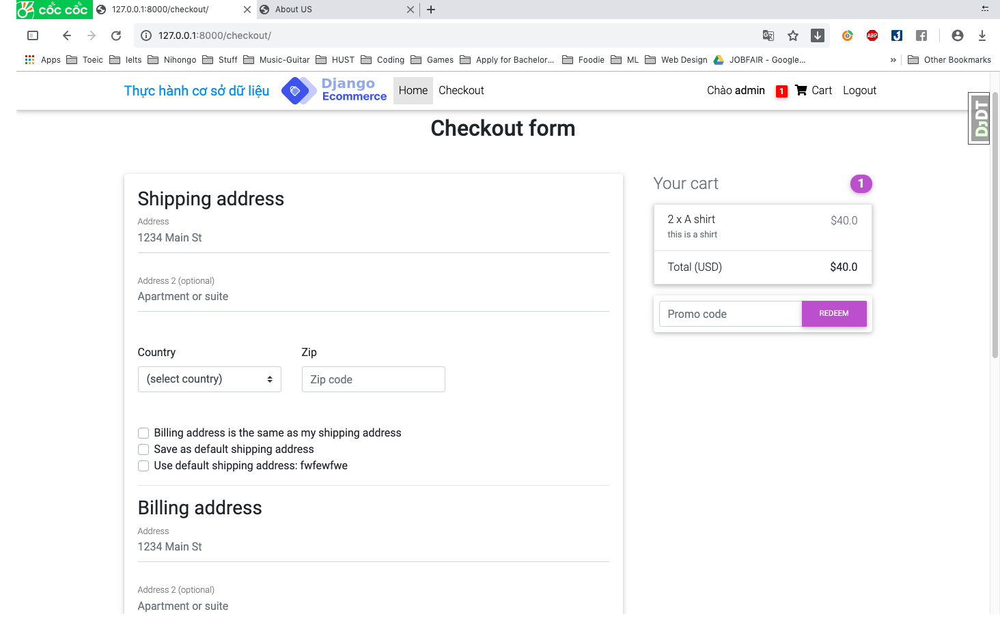 cốc cốc 127.0.0.1:8000/checkout/ About US
127.0.0.1:8000/checkout/ ABP
Apps Toeic Ielts Nihongo Stuff Music-Guitar HUST Coding Games Apply for Bachelor... Foodie ML Web Design JOBFAIR - Google... » Other Bookmarks
Thực hành cơ sở dữ liệu Django Ecommerce Home Checkout Chào admin 1 Cart Logout
DJDT
Checkout form
Shipping address
Address
1234 Main St
Address 2 (optional)
Apartment or suite
Country Zip
(select country) Zip code
Billing address is the same as my shipping address
Save as default shipping address
Use default shipping address: fwfewfwe
Billing address
Address
1234 Main St
Address 2 (optional)
Apartment or suite
Your cart 1
2 x A shirt $40.0
this is a shirt
Total (USD) $40.0
Promo code REDEEM